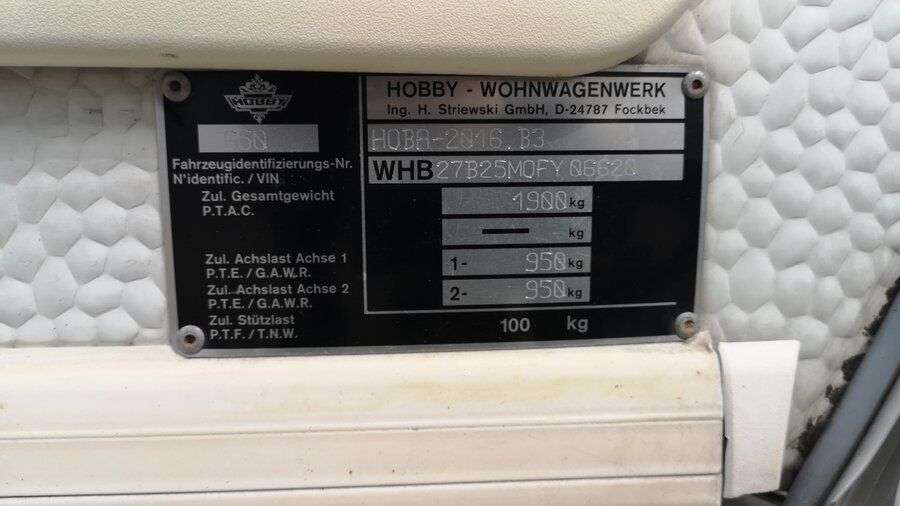 HOBBY
HOBBY - WOHNWAGENWERK
Ing. H. Striewski GmbH, D-24787 Fockbek
560
HOBA-2016.B3
Fahrzeugidentifizierungs-Nr.
N°identific. / VIN
WHB27B25MOFY06620
Zul. Gesamtgewicht
P.T.A.C.
1900 kg
— kg
Zul. Achslast Achse 1
P.T.E. / G.A.W.R.
1- 950 kg
Zul. Achslast Achse 2
P.T.E. / G.A.W.R.
2- 950 kg
Zul. Stützlast
P.T.F. / T.N.W.
100 kg